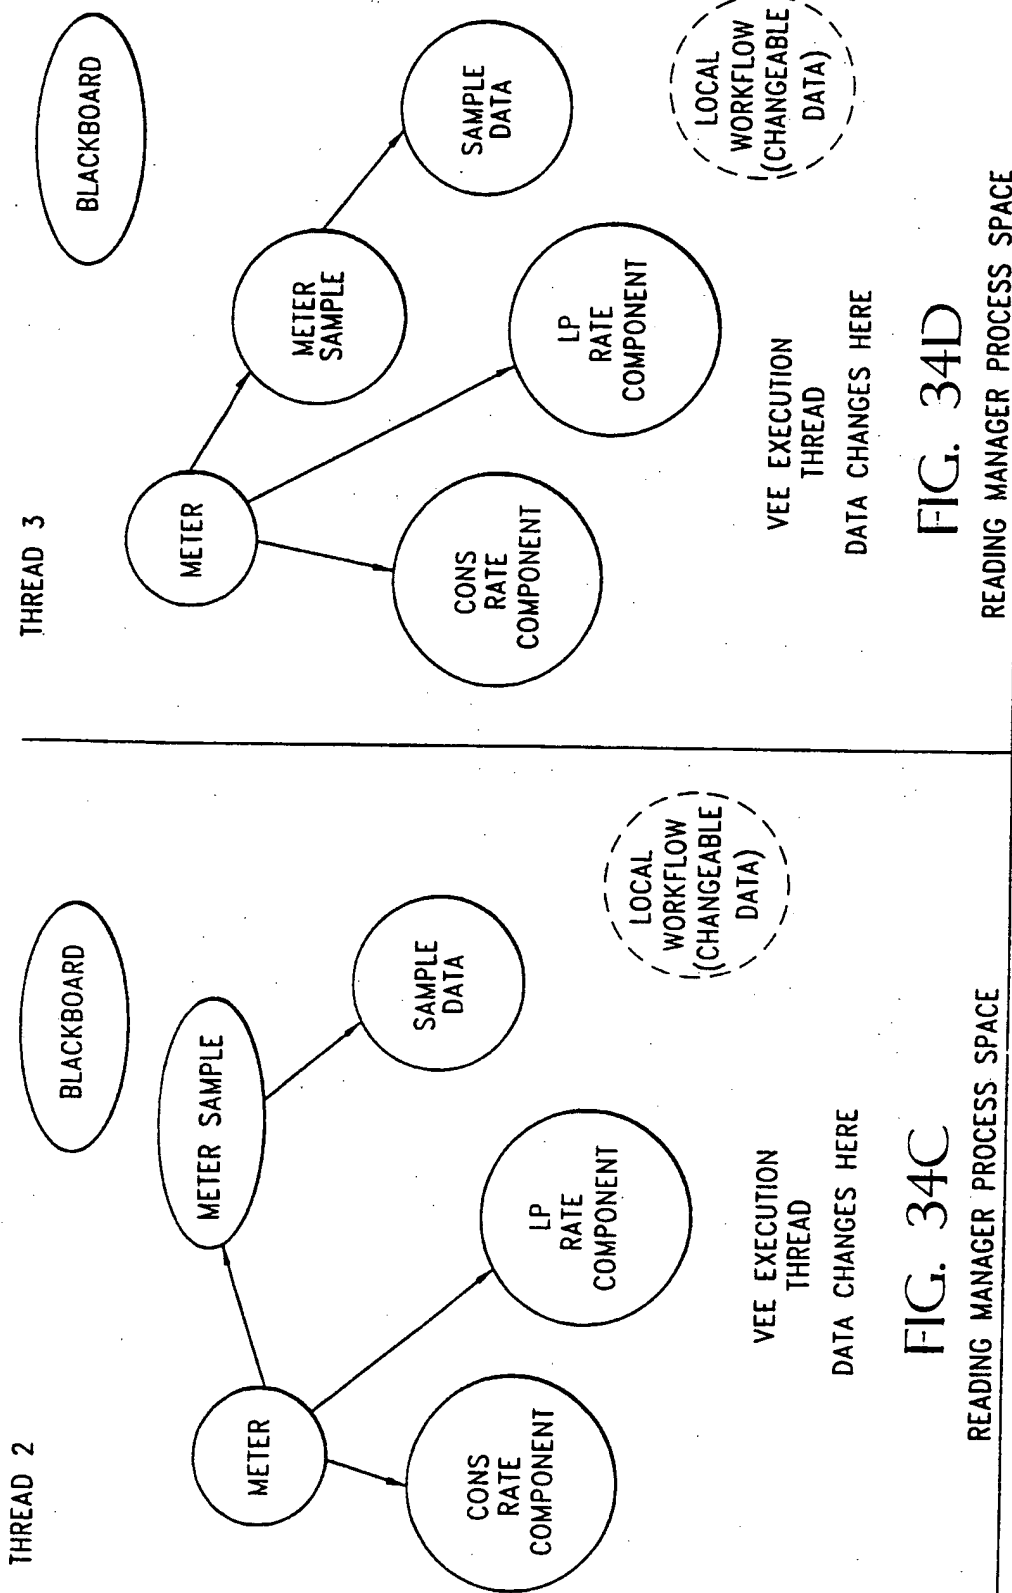 THREAD 2
BLACKBOARD
METER SAMPLE
METER
SAMPLE
DATA
CONS
RATE
COMPONENT
LP
RATE
COMPONENT
LOCAL
WORKFLOW
(CHANGEABLE
DATA)
VEE EXECUTION
THREAD
DATA CHANGES HERE
FIG. 34C
READING MANAGER PROCESS SPACE
THREAD 3
BLACKBOARD
METER
METER
SAMPLE
SAMPLE
DATA
CONS
RATE
COMPONENT
LP
RATE
COMPONENT
LOCAL
WORKFLOW
(CHANGEABLE
DATA)
VEE EXECUTION
THREAD
DATA CHANGES HERE
FIG. 34D
READING MANAGER PROCESS SPACE